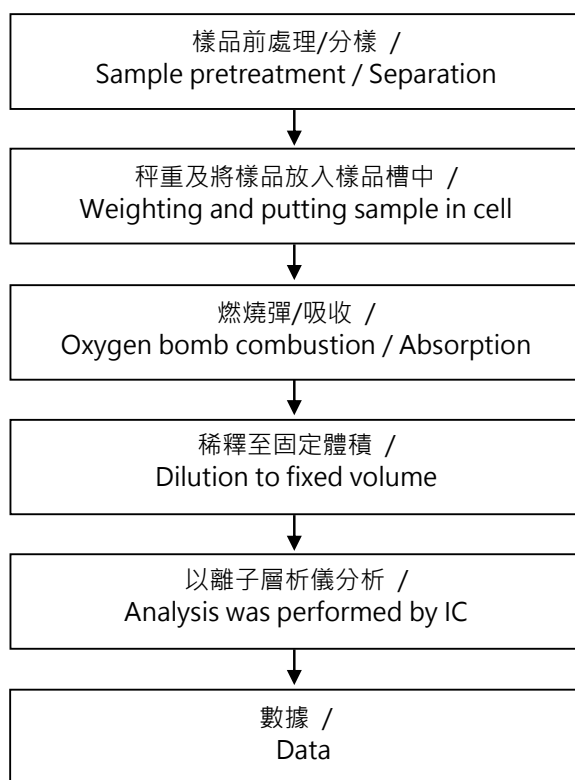 樣品前處理/分樣 /
Sample pretreatment / Separation
秤重及將樣品放入樣品槽中 /
Weighting and putting sample in cell
燃燒彈/吸收 /
Oxygen bomb combustion / Absorption
稀釋至固定體積 /
Dilution to fixed volume
以離子層析儀分析 /
Analysis was performed by IC
數據 /
Data